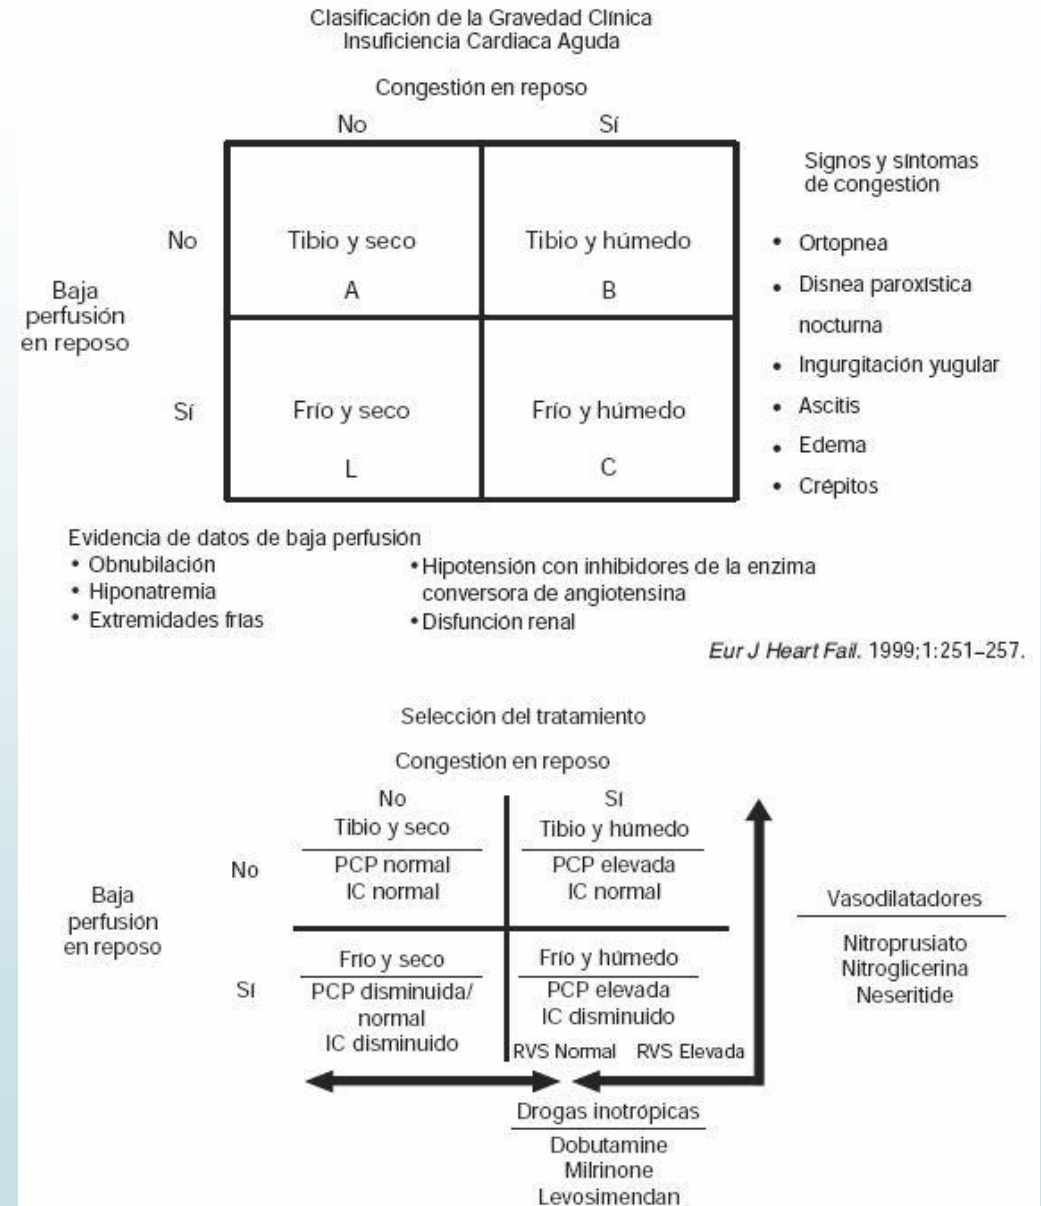 Clasificación de la Gravedad Clínica
Insuficiencia Cardiaca Aguda
Congestión en reposo
No Sí
Signos y síntomas
de congestión
No Tibio y seco Tibio y húmedo
A B
Baja
perfusión
en reposo
Sí Frío y seco Frío y húmedo
L C
• Ortopnea
• Disnea paroxística
nocturna
• Ingurgitación yugular
• Ascitis
• Edema
• Crépitos
Evidencia de datos de baja perfusión
• Obnubilación
• Hiponatremia
• Extremidades frías
• Hipotensión con inhibidores de la enzima
conversora de angiotensina
• Disfunción renal
Eur J Heart Fail. 1999;1:251–257.
Selección del tratamiento
Congestión en reposo
No Sí
Tibio y seco Tibio y húmedo
No PCP normal PCP elevada
IC normal IC normal
Baja
perfusión
en reposo
Frío y seco Frío y húmedo
Sí PCP disminuida/ PCP elevada
normal IC disminuido
IC disminuido
RVS Normal RVS Elevada
Vasodilatadores
Nitroprusiato
Nitroglicerina
Neseritide
Drogas inotrópicas
Dobutamine
Milrinone
Levosimendan